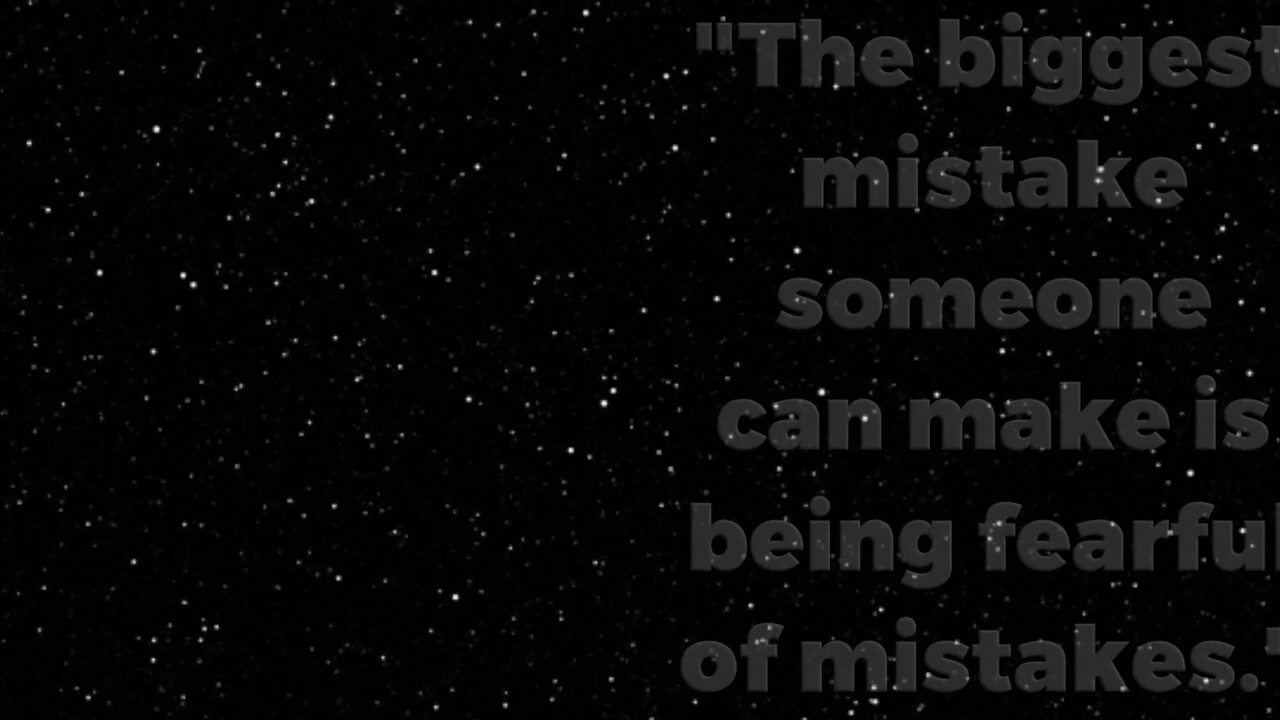 "The biggest
mistake
someone
can make is
being fearful
of mistakes."